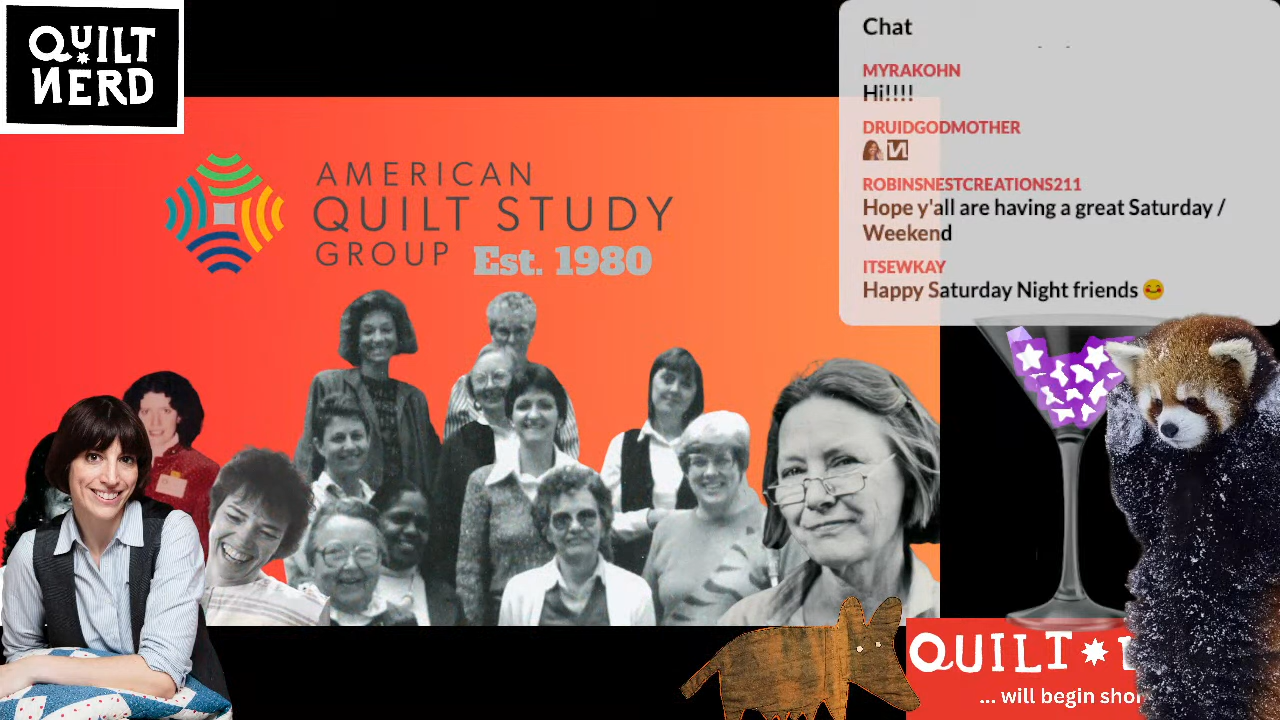 QUILT
NERD
AMERICAN
QUILT STUDY
GROUP
Est. 1980
Chat
MYRAKOHN
Hi!!!!
DRUIDGODMOTHER
ROBINSNESTCREATIONS211
Hope y'all are having a great Saturday /
Weekend
ITSEWKAY
Happy Saturday Night friends
QUILT
... will begin